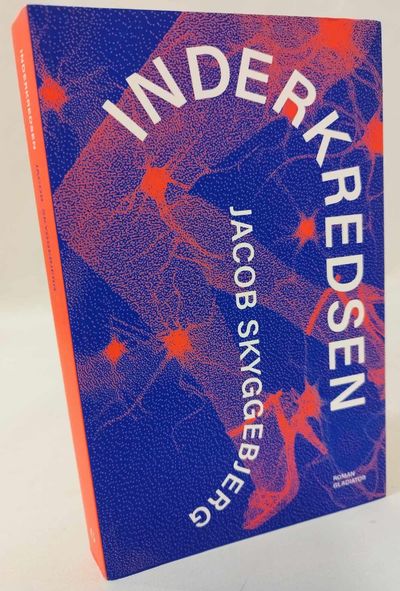 INDERKREDSEN
JACOB SKYGGEBJERG
ROMAN
GLADIATOR
INDERKREDSEN
JACOB SKYGGEBJERG